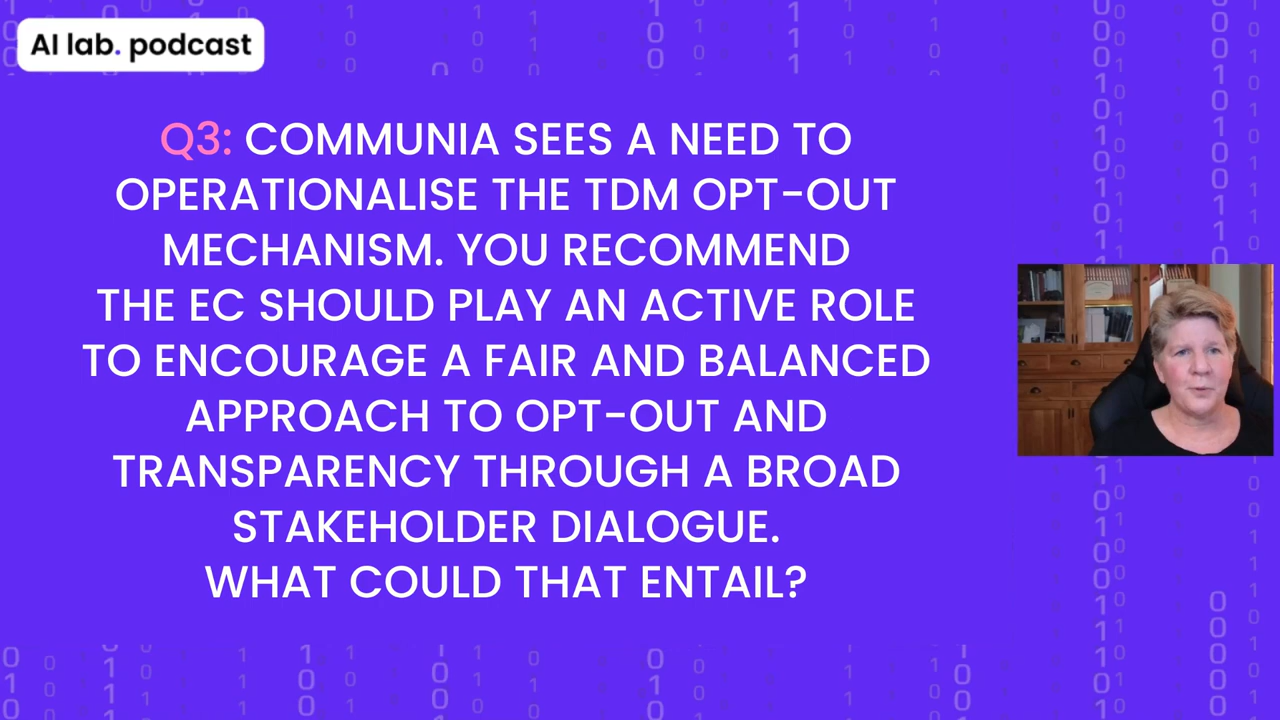 AI lab. podcast
Q3: COMMUNIA SEES A NEED TO
OPERATIONALISE THE TDM OPT-OUT
MECHANISM. YOU RECOMMEND
THE EC SHOULD PLAY AN ACTIVE ROLE
TO ENCOURAGE A FAIR AND BALANCED
APPROACH TO OPT-OUT AND
TRANSPARENCY THROUGH A BROAD
STAKEHOLDER DIALOGUE.
WHAT COULD THAT ENTAIL?